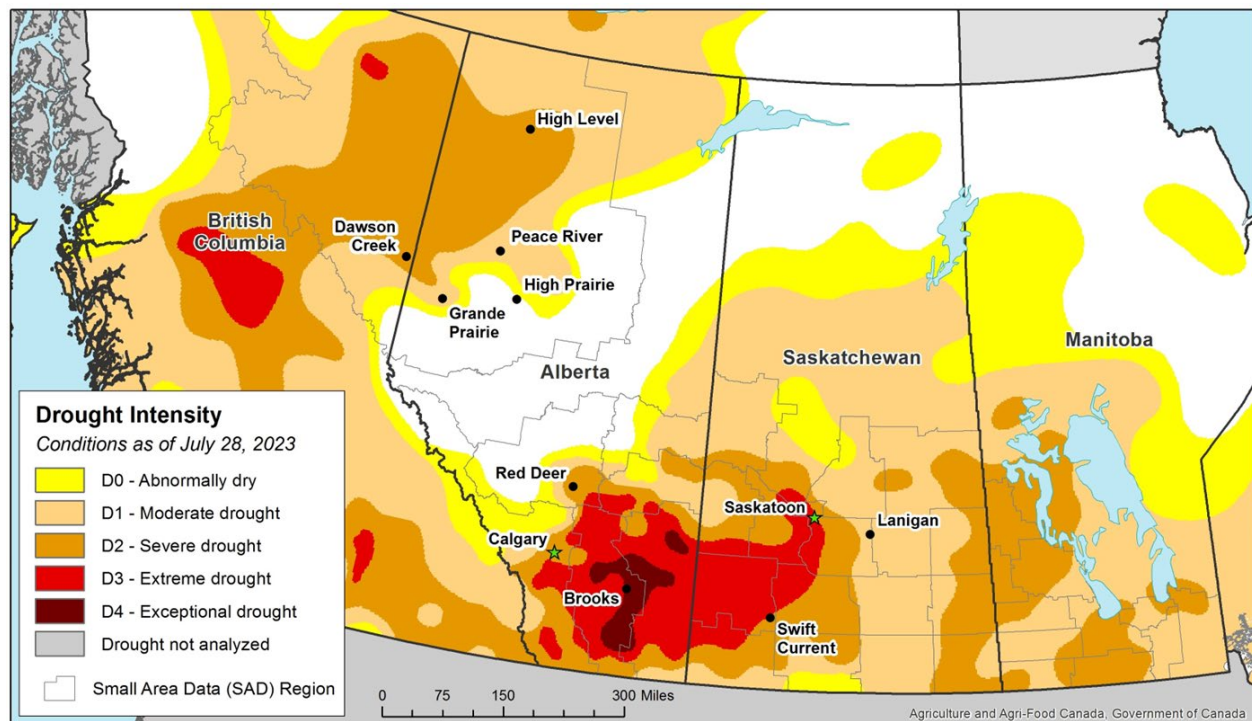 High Level
British
Columbia
Dawson
Creek
Peace River
High Prairie
Grande
Prairie
Alberta
Saskatchewan
Manitoba
Red Deer
Calgary
Brooks
Saskatoon
Lanigan
Swift
Current
Drought Intensity
Conditions as of July 28, 2023
D0 - Abnormally dry
D1 - Moderate drought
D2 - Severe drought
D3 - Extreme drought
D4 - Exceptional drought
Drought not analyzed
Small Area Data (SAD) Region
0 75 150 300 Miles
Agriculture and Agri-Food Canada, Government of Canada